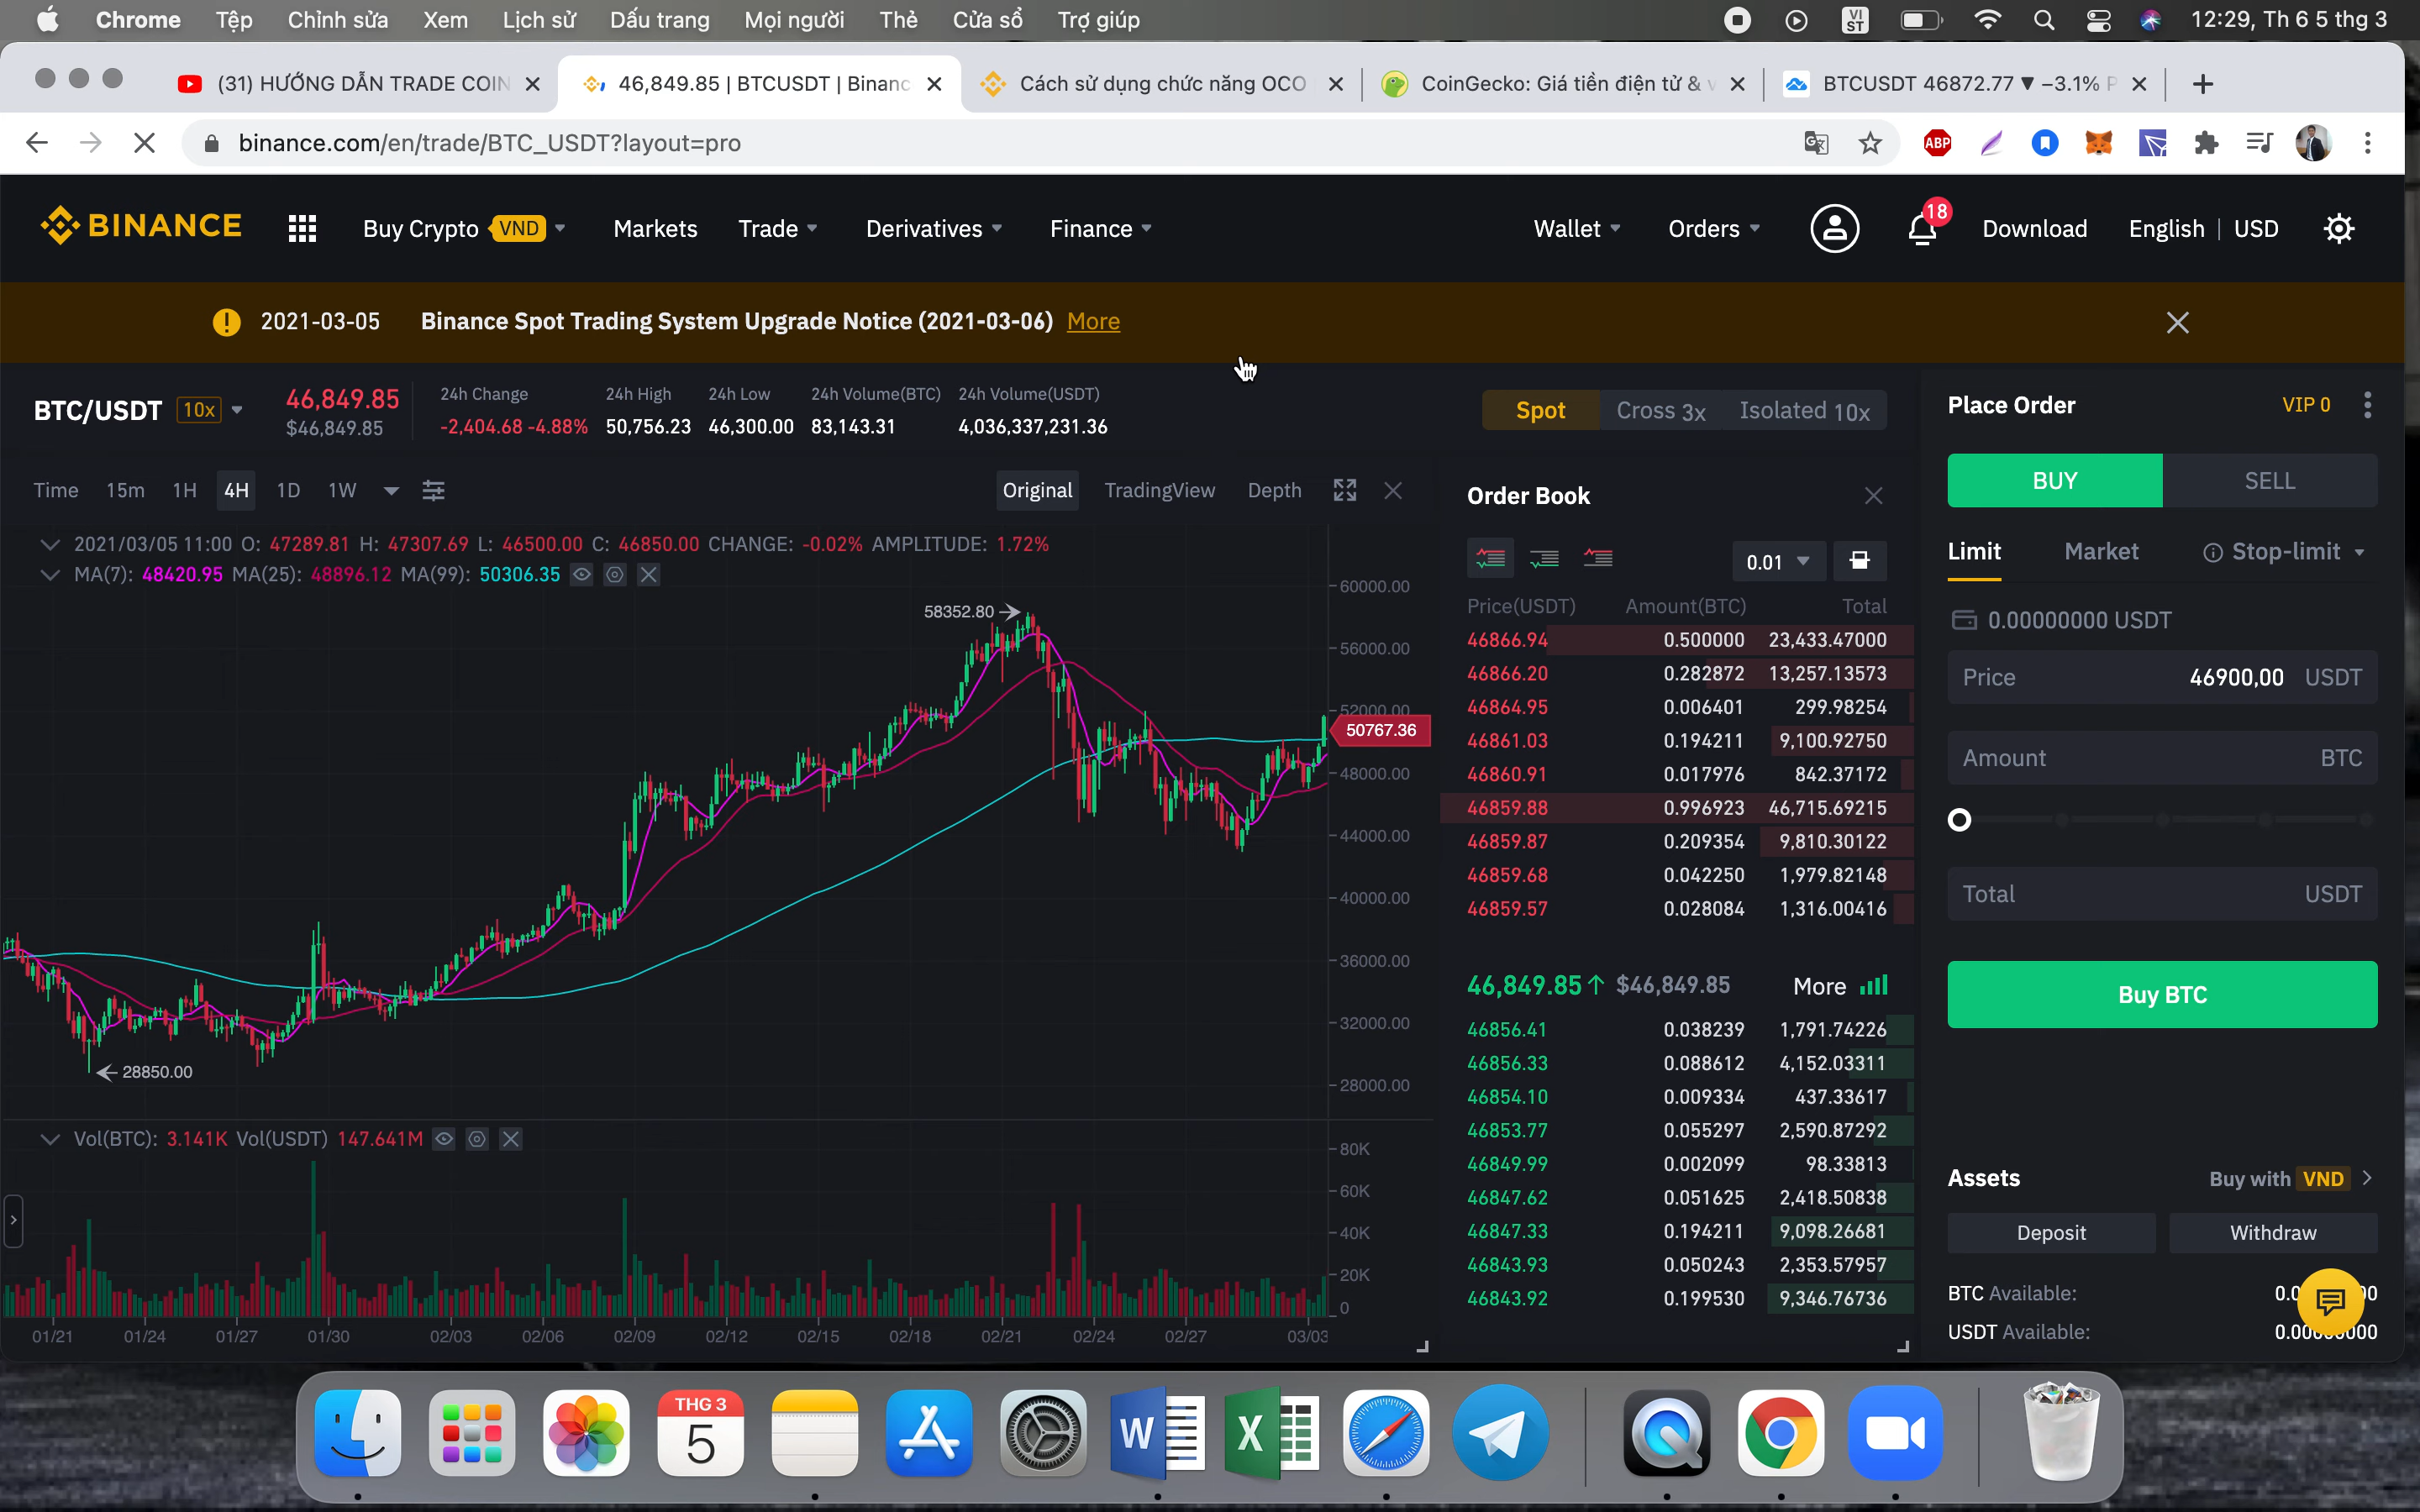 Chrome Tệp Chỉnh sửa Xem Lịch sử Dấu trang Mọi người Thẻ Cửa sổ Trợ giúp VI ST 12:29, Th 6 5 thg 3
(31) HƯỚNG DẪN TRADE COIN 46,849.85 | BTCUSDT | Binanc Cách sử dụng chức năng OCO CoinGecko: Giá tiền điện tử & v BTCUSDT 46872.77 ▼ −3.1% P
binance.com/en/trade/BTC_USDT?layout=pro ABP
BINANCE Buy Crypto VND Markets Trade Derivatives Finance Wallet Orders 18 Download English USD
2021-03-05 Binance Spot Trading System Upgrade Notice (2021-03-06) More
BTC/USDT 10x
46,849.85
$46,849.85
24h Change 24h High 24h Low 24h Volume(BTC) 24h Volume(USDT)
-2,404.68 -4.88% 50,756.23 46,300.00 83,143.31 4,036,337,231.36
Time 15m 1H 4H 1D 1W Original TradingView Depth
2021/03/05 11:00 O: 47289.81 H: 47307.69 L: 46500.00 C: 46850.00 CHANGE: -0.02% AMPLITUDE: 1.72%
MA(7): 48420.95 MA(25): 48896.12 MA(99): 50306.35
58352.80
28850.00
60000.00
56000.00
52000.00
50767.36
48000.00
44000.00
40000.00
36000.00
32000.00
28000.00
Vol(BTC): 3.141K Vol(USDT) 147.641M
80K
60K
40K
20K
0
01/21 01/24 01/27 01/30 02/03 02/06 02/09 02/12 02/15 02/18 02/21 02/24 02/27 03/03
Spot Cross 3x Isolated 10x
Order Book
0.01
Price(USDT) Amount(BTC) Total
46866.94 0.500000 23,433.47000
46866.20 0.282872 13,257.13573
46864.95 0.006401 299.98254
46861.03 0.194211 9,100.92750
46860.91 0.017976 842.37172
46859.88 0.996923 46,715.69215
46859.87 0.209354 9,810.30122
46859.68 0.042250 1,979.82148
46859.57 0.028084 1,316.00416
46,849.85↑ $46,849.85 More
46856.41 0.038239 1,791.74226
46856.33 0.088612 4,152.03311
46854.10 0.009334 437.33617
46853.77 0.055297 2,590.87292
46849.99 0.002099 98.33813
46847.62 0.051625 2,418.50838
46847.33 0.194211 9,098.26681
46843.93 0.050243 2,353.57957
46843.92 0.199530 9,346.76736
Place Order VIP 0
BUY SELL
Limit Market Stop-limit
0.00000000 USDT
Price 46900,00 USDT
Amount BTC
Total USDT
Buy BTC
Assets Buy with VND
Deposit Withdraw
BTC Available:
USDT Available:
THG 3
5
W
X